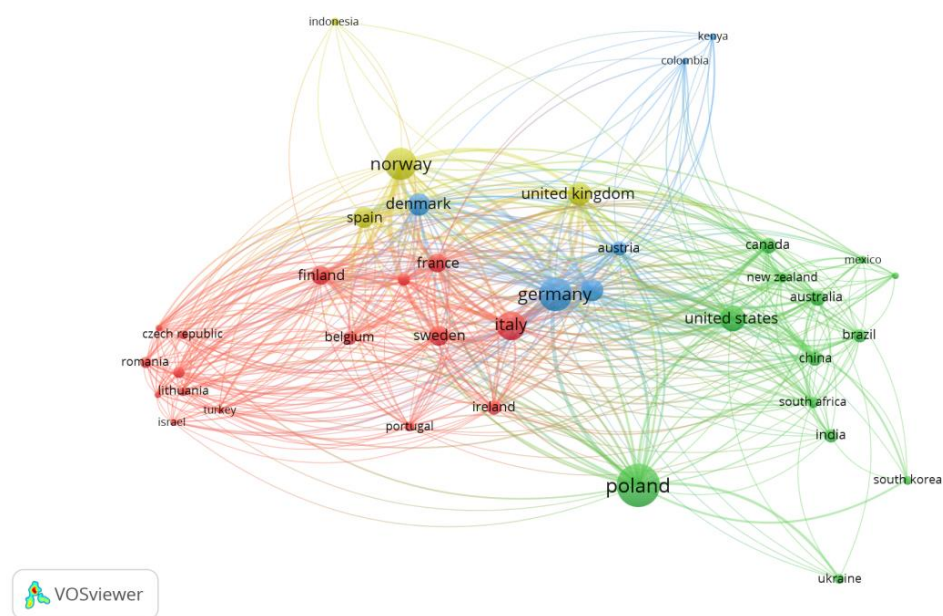 indonesia
kenya
colombia
norway
denmark
united kingdom
spain
austria
canada
mexico
france
finland
new zealand
germany
australia
united states
italy
czech republic
belgium
sweden
brazil
romania
china
lithuania
south africa
turkey
ireland
israel
portugal
india
south korea
poland
ukraine
VOSviewer